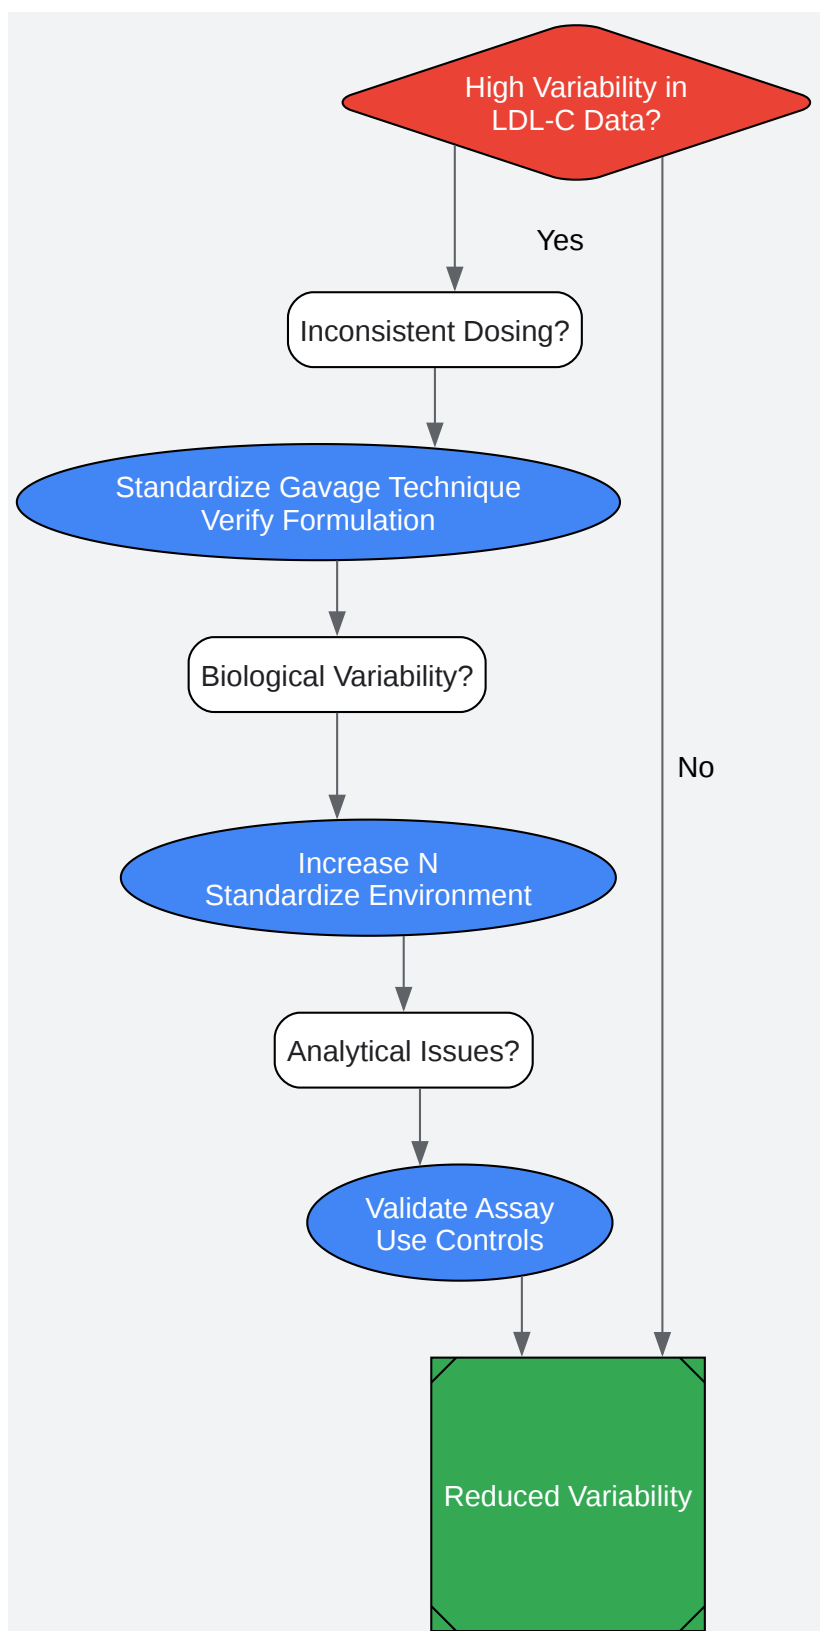 High Variability in
LDL-C Data?
Yes
Inconsistent Dosing?
Standardize Gavage Technique
Verify Formulation
Biological Variability?
No
Increase N
Standardize Environment
Analytical Issues?
Validate Assay
Use Controls
Reduced Variability